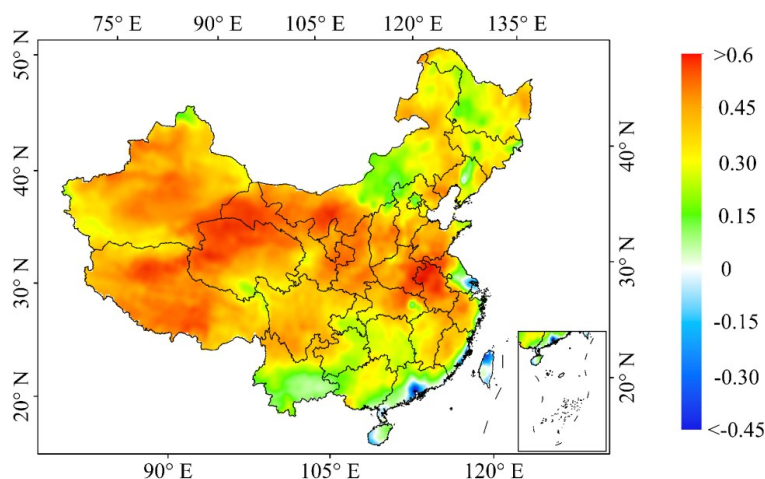 75° E 90° E 105° E 120° E 135° E
50° N
40° N
30° N
20° N
40° N
30° N
20° N
90° E 105° E 120° E
>0.6
0.45
0.30
0.15
0
-0.15
-0.30
<-0.45